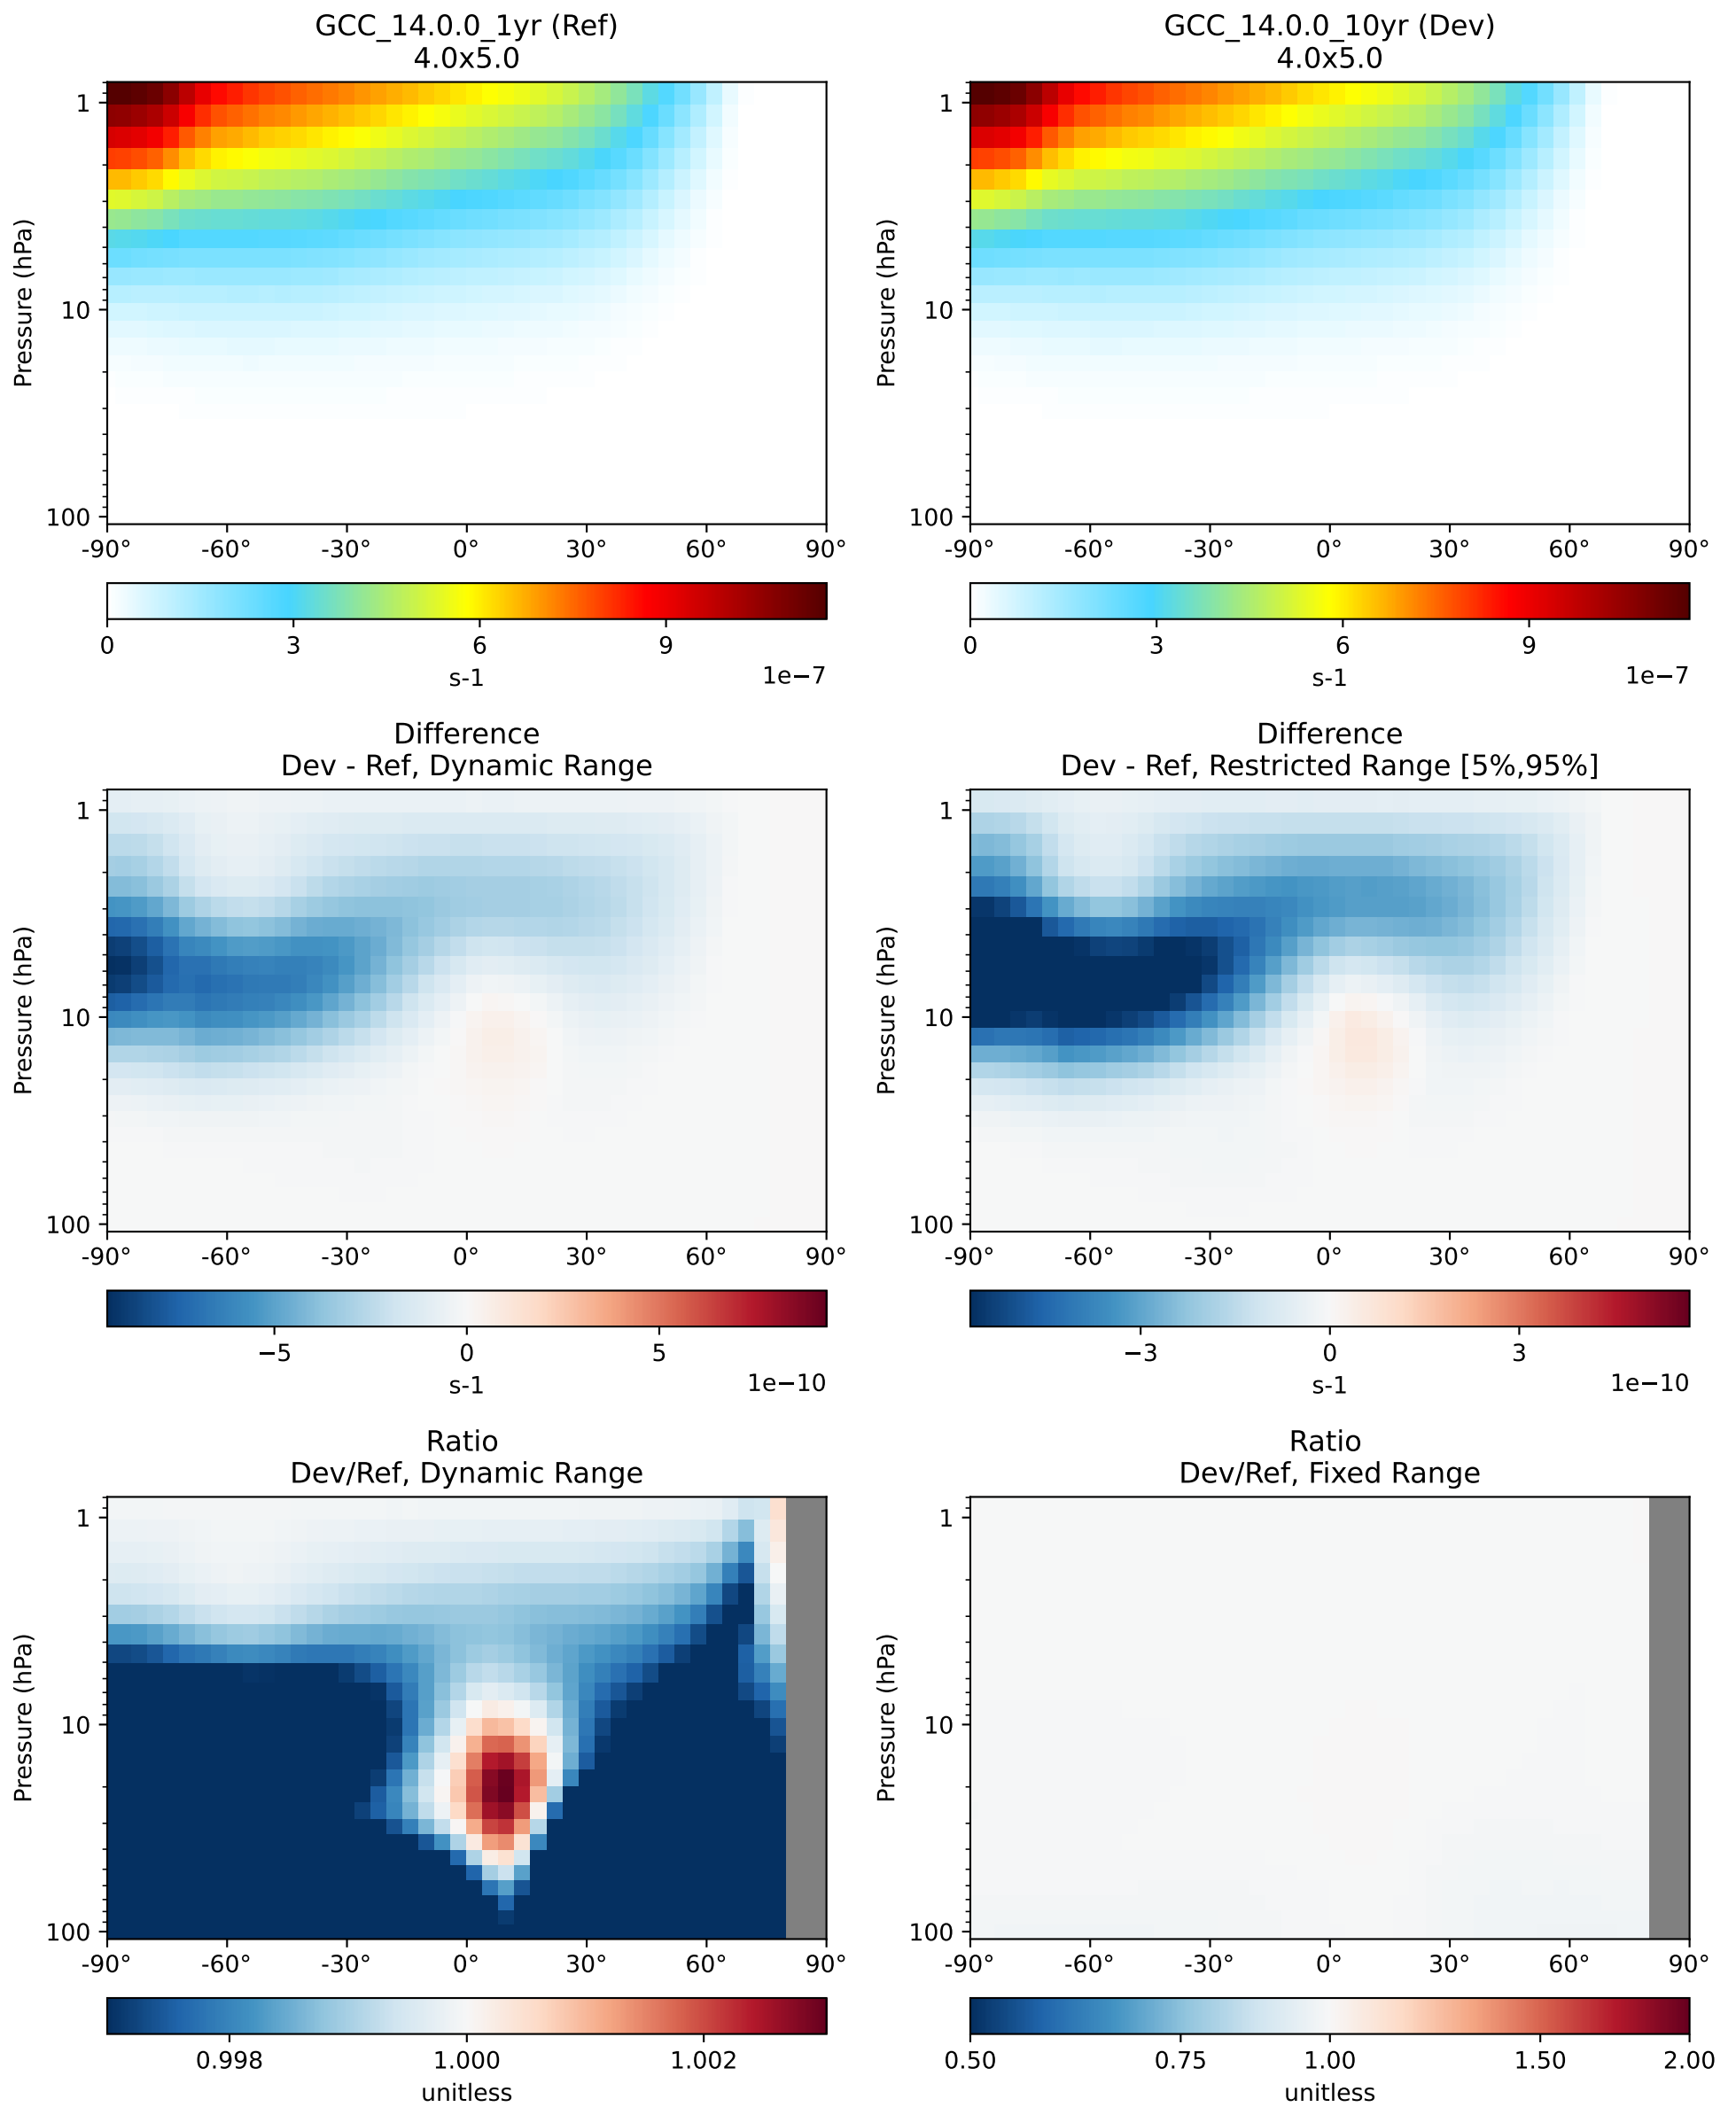 GCC_14.0.0_1yr (Ref)
4.0x5.0
GCC_14.0.0_10yr (Dev)
4.0x5.0
Pressure (hPa)
1
10
100
-90° -60° -30° 0° 30° 60° 90°
0 3 6 9
s-1
1e−7
Pressure (hPa)
1
10
100
-90° -60° -30° 0° 30° 60° 90°
0 3 6 9
s-1
1e−7
Difference
Dev - Ref, Dynamic Range
Pressure (hPa)
1
10
100
-90° -60° -30° 0° 30° 60° 90°
−5 0 5
s-1
1e−10
Difference
Dev - Ref, Restricted Range [5%,95%]
Pressure (hPa)
1
10
100
-90° -60° -30° 0° 30° 60° 90°
−3 0 3
s-1
1e−10
Ratio
Dev/Ref, Dynamic Range
Pressure (hPa)
1
10
100
-90° -60° -30° 0° 30° 60° 90°
0.998 1.000 1.002
unitless
Ratio
Dev/Ref, Fixed Range
Pressure (hPa)
1
10
100
-90° -60° -30° 0° 30° 60° 90°
0.50 0.75 1.00 1.50 2.00
unitless